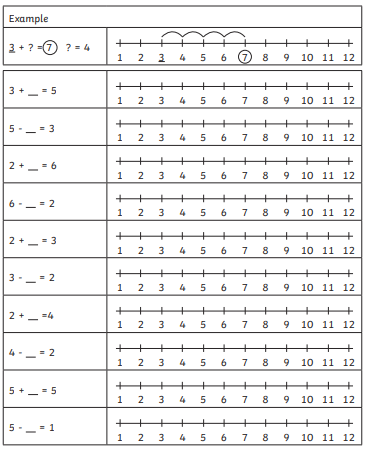 Example
3 + ? = 7 ? = 4
1 2 3 4 5 6 7 8 9 10 11 12
3 + __ = 5
1 2 3 4 5 6 7 8 9 10 11 12
5 - __ = 3
1 2 3 4 5 6 7 8 9 10 11 12
2 + __ = 6
1 2 3 4 5 6 7 8 9 10 11 12
6 - __ = 2
1 2 3 4 5 6 7 8 9 10 11 12
2 + __ = 3
1 2 3 4 5 6 7 8 9 10 11 12
3 - __ = 2
1 2 3 4 5 6 7 8 9 10 11 12
2 + __ =4
1 2 3 4 5 6 7 8 9 10 11 12
4 - __ = 2
1 2 3 4 5 6 7 8 9 10 11 12
5 + __ = 5
1 2 3 4 5 6 7 8 9 10 11 12
5 - __ = 1
1 2 3 4 5 6 7 8 9 10 11 12